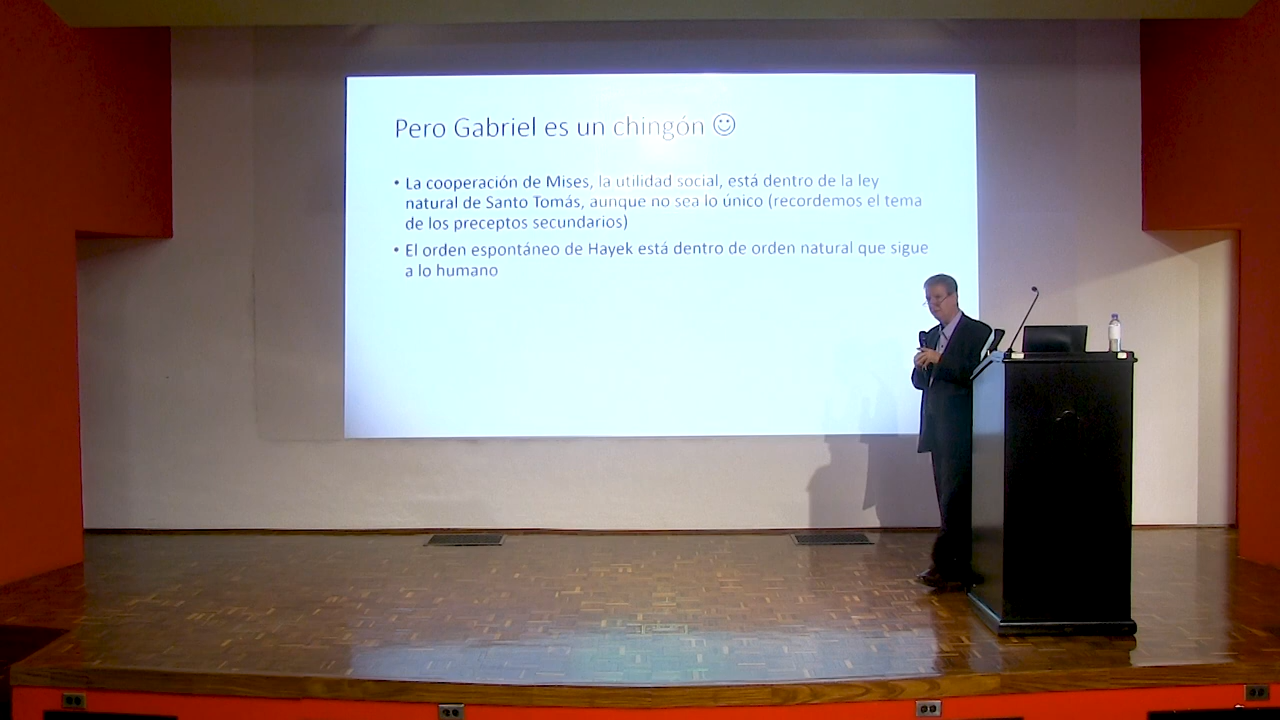 Pero Gabriel es un chingón ☺
• La cooperación de Mises, la utilidad social, está dentro de la ley
natural de Santo Tomás, aunque no sea lo único (recordemos el tema
de los preceptos secundarios)
• El orden espontáneo de Hayek está dentro de orden natural que sigue
a lo humano